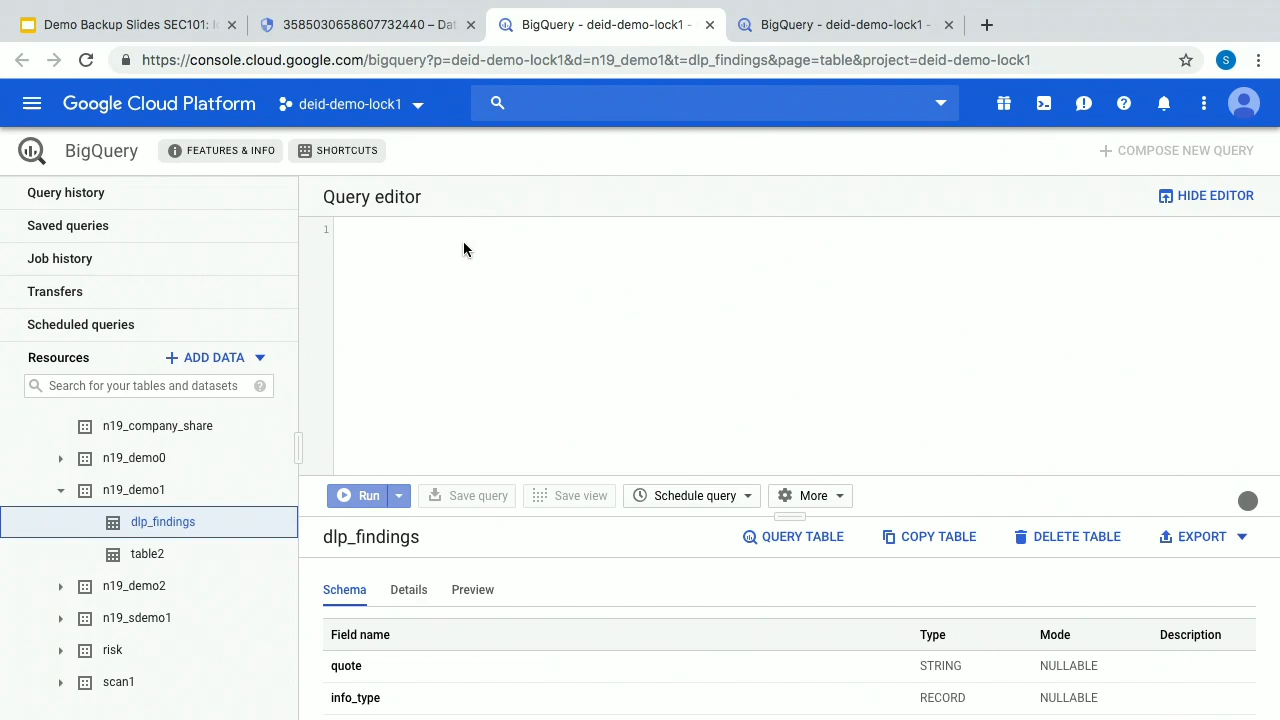 Demo Backup Slides SEC101: I
3585030658607732440 – Dat
BigQuery - deid-demo-lock1 -
BigQuery - deid-demo-lock1 -
https://console.cloud.google.com/bigquery?p=deid-demo-lock1&d=n19_demo1&t=dlp_findings&page=table&project=deid-demo-lock1
S
Google Cloud Platform
deid-demo-lock1
BigQuery
FEATURES & INFO
SHORTCUTS
COMPOSE NEW QUERY
Query history
Saved queries
Job history
Transfers
Scheduled queries
Resources
ADD DATA
Search for your tables and datasets
n19_company_share
n19_demo0
n19_demo1
dlp_findings
table2
n19_demo2
n19_sdemo1
risk
scan1
Query editor
HIDE EDITOR
1
Run
Save query
Save view
Schedule query
More
dlp_findings
QUERY TABLE
COPY TABLE
DELETE TABLE
EXPORT
Schema Details Preview
Field name Type Mode Description
quote STRING NULLABLE
info_type RECORD NULLABLE